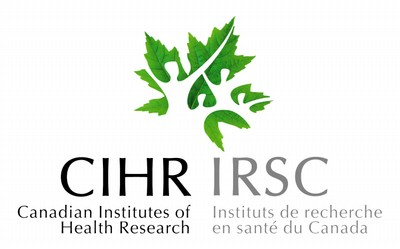 CIHR IRSC
Canadian Institutes of Health Research
Instituts de recherche en santé du Canada